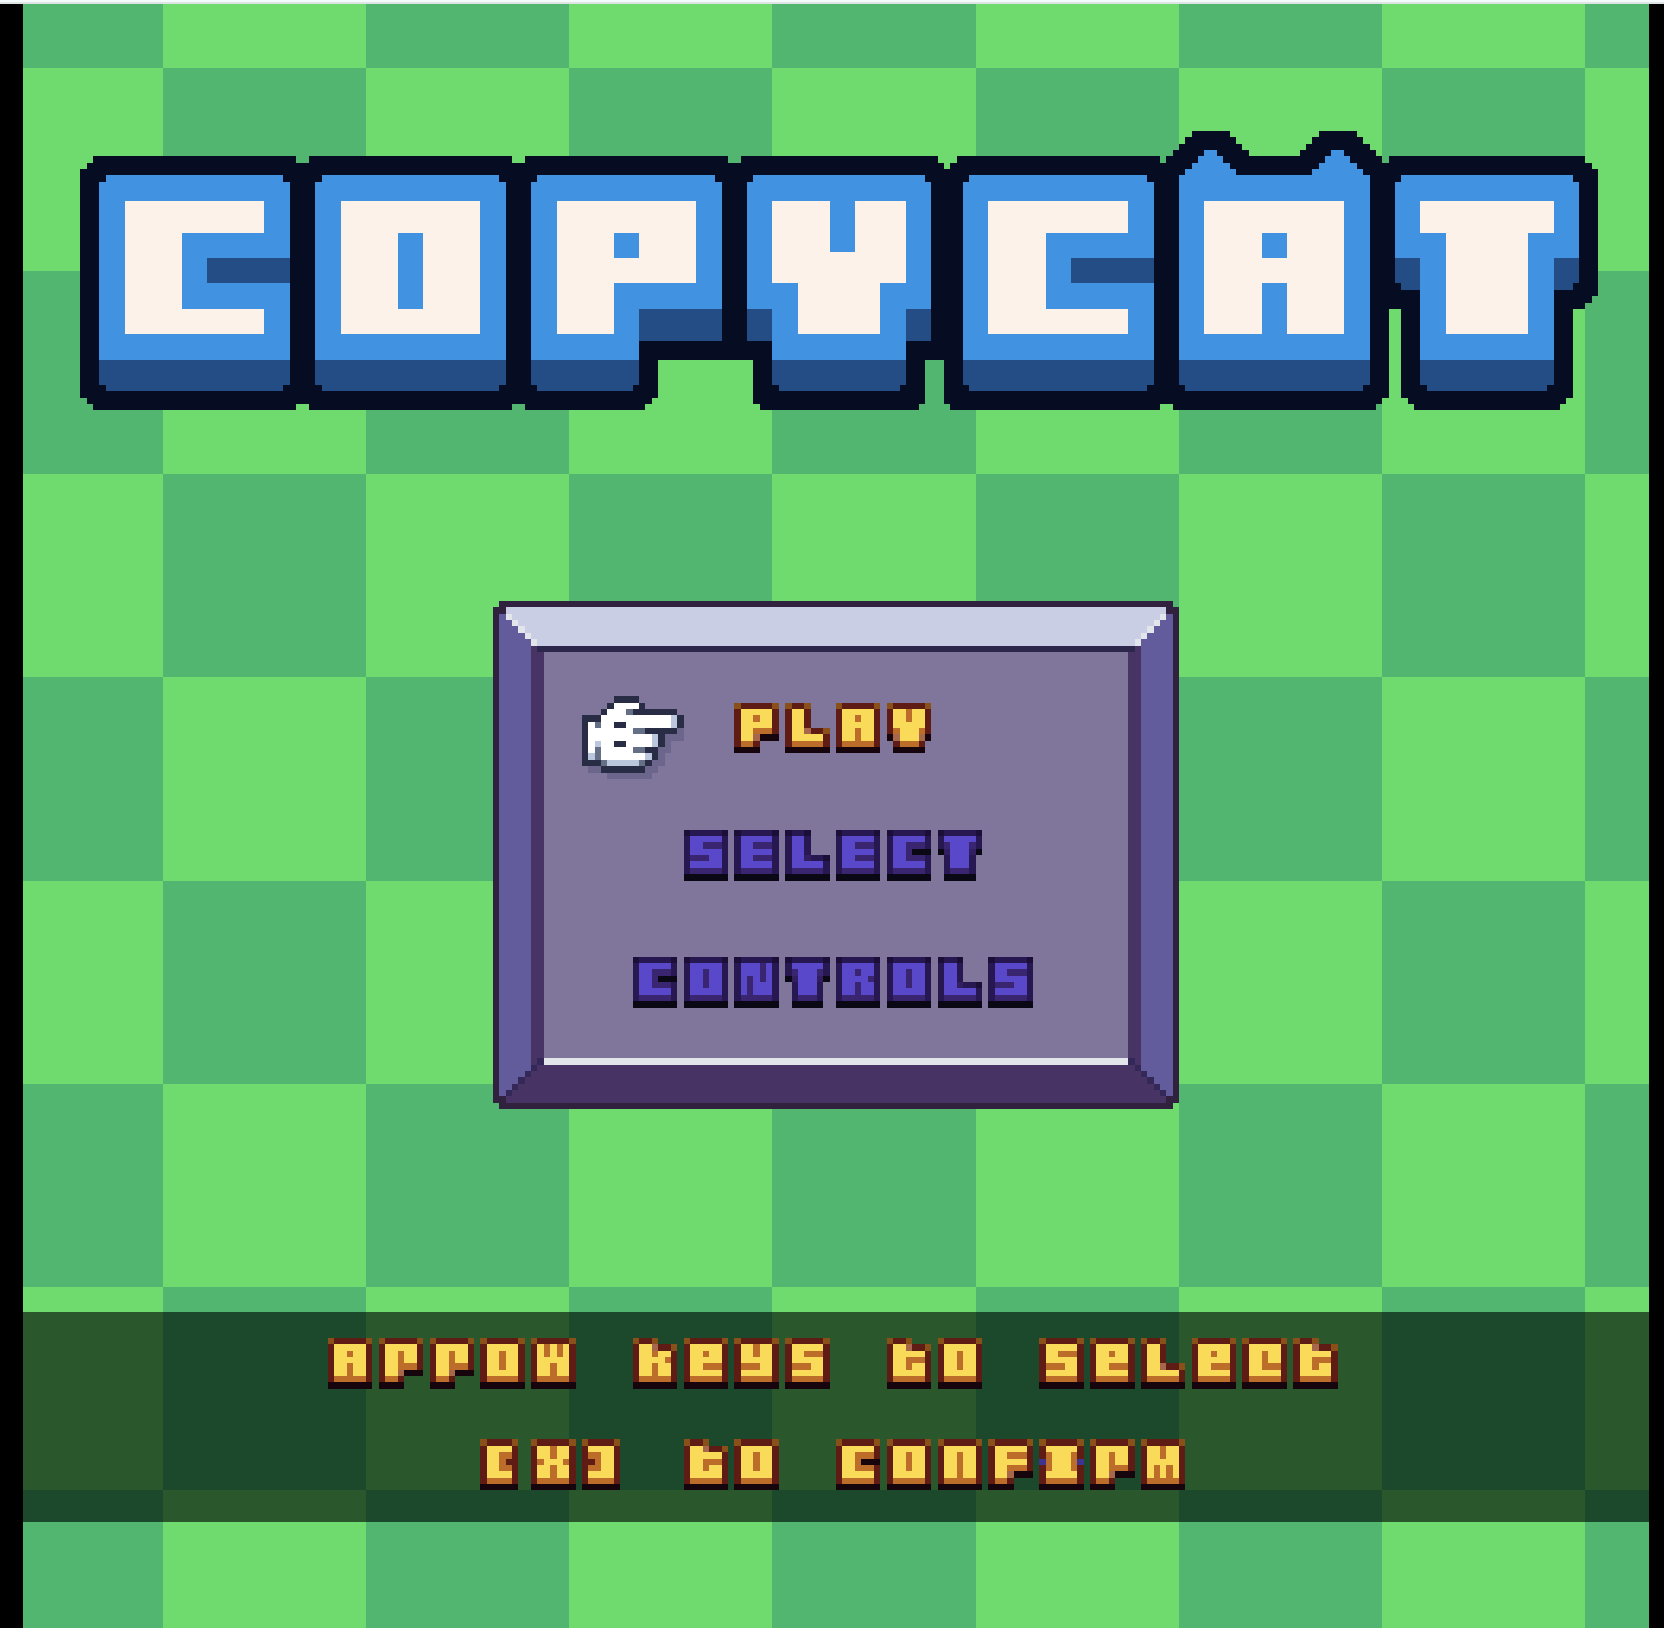 COPYCAT
PLAY
SELECT
CONTROLS
Arrow keys to select
[X] to confirm